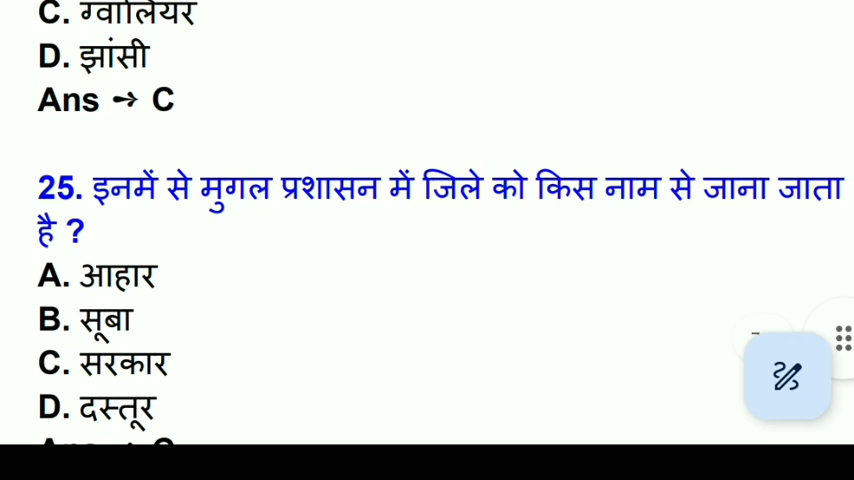 C. ग्वालियर
D. झांसी
Ans ➙ C
25. इनमें से मुगल प्रशासन में जिले को किस नाम से जाना जाता
है ?
A. आहार
B. सूबा
C. सरकार
D. दस्तूर